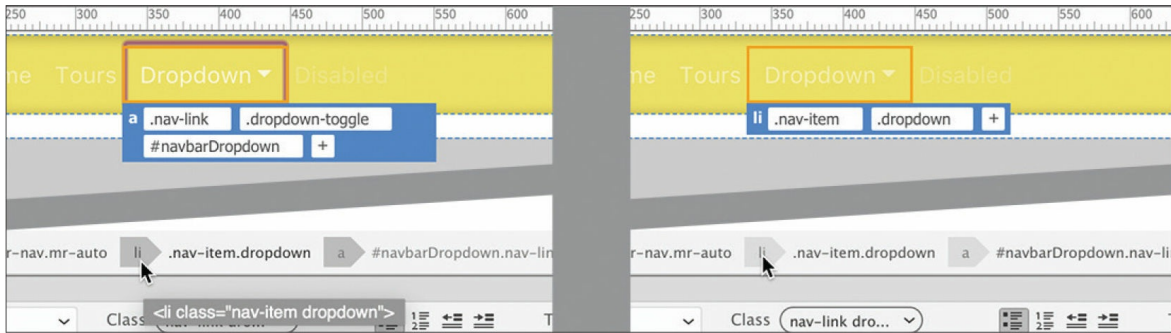 250 300 350 400 450 500 550 600
me Tours Dropdown Disabled
a .nav-link .dropdown-toggle
#navbarDropdown +
r-nav.mr-auto li .nav-item.dropdown a #navbarDropdown.nav-lin
<li class="nav-item dropdown">
Class
250 300 350 400 450 500 550 600
me Tours Dropdown Disabled
li .nav-item .dropdown +
r-nav.mr-auto li .nav-item.dropdown a #navbarDropdown.nav-li
Class nav-link dro...